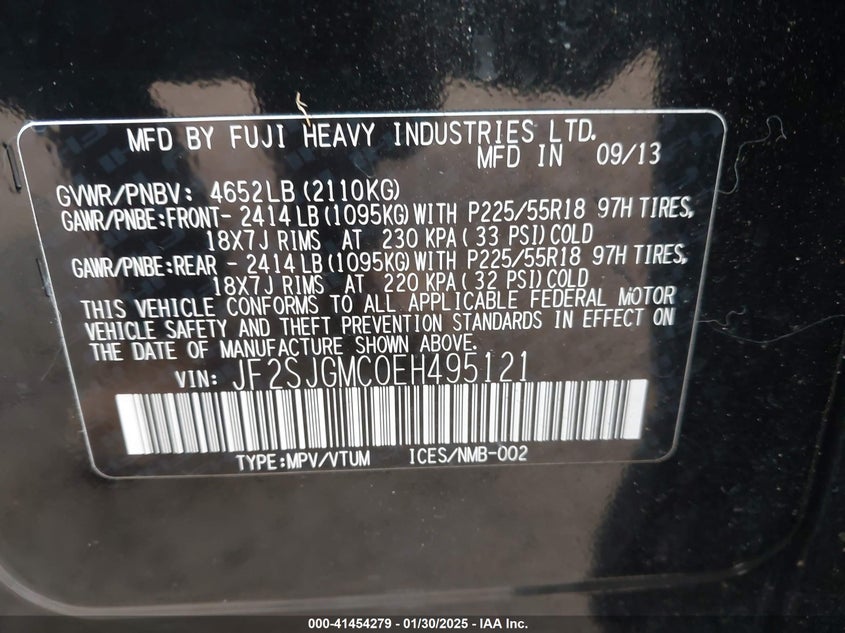 MFD BY FUJI HEAVY INDUSTRIES LTD.
MFD IN 09/13
GVWR/PNBV: 4652LB(2110KG)
GAWR/PNBE:FRONT- 2414LB(1095KG)WITH P225/55R18 97H TIRES,
18X7J RIMS AT 230 KPA( 33 PSI)COLD
GAWR/PNBE:REAR - 2414LB(1095KG)WITH P225/55R18 97H TIRES,
18X7J RIMS AT 220 KPA( 32 PSI)COLD
THIS VEHICLE CONFORMS TO ALL APPLICABLE FEDERAL MOTOR
VEHICLE SAFETY AND THEFT PREVENTION STANDARDS IN EFFECT ON
THE DATE OF MANUFACTURE SHOWN ABOVE.
VIN: JF2SJGMC0EH495121
TYPE:MPV/VTUM ICES/NMB-002
000-41454279 - 01/30/2025 - IAA Inc.